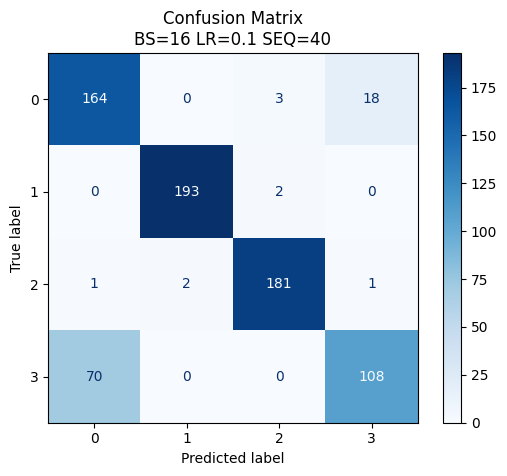 Confusion Matrix
BS=16 LR=0.1 SEQ=40
0 164 0 3 18
1 0 193 2 0
2 1 2 181 1
3 70 0 0 108
0 1 2 3
Predicted label
True label
175
150
125
100
75
50
25
0